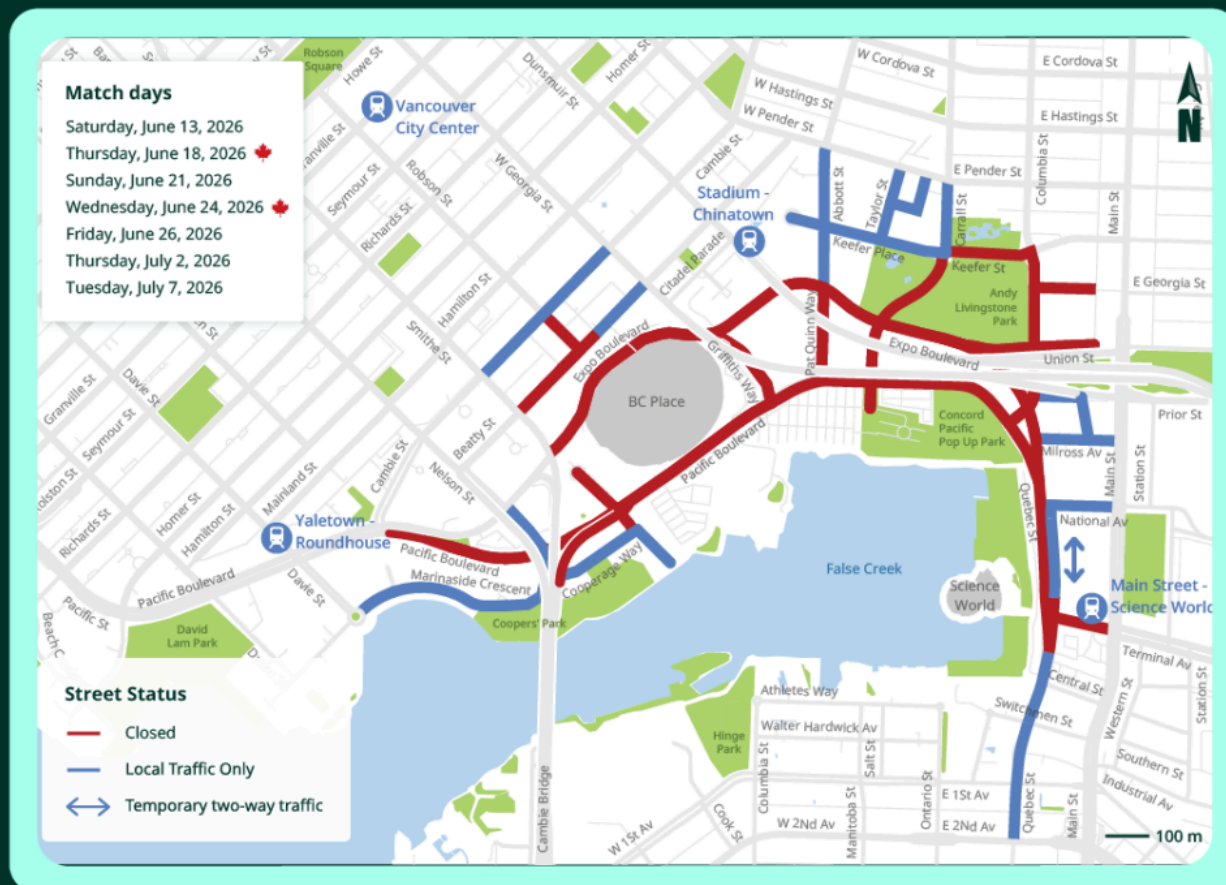 Match days
Saturday, June 13, 2026
Thursday, June 18, 2026
Sunday, June 21, 2026
Wednesday, June 24, 2026
Friday, June 26, 2026
Thursday, July 2, 2026
Tuesday, July 7, 2026
Robson
Square
Howe St
Dunsmuir St
Homer St
W Cordova St
E Cordova St
Vancouver
City Center
W Hastings St
E Hastings St
W Pender St
N
Seymour St
Robson St
W Georgia St
Cambie St
E Pender St
Columbia St
Main St
Stadium -
Chinatown
Abbott St
Taylor St
Carrall St
Richards St
Keefer Place
Keefer St
Citadel Parade
Hamilton St
Andy
Livingstone
Park
E Georgia St
Smithe St
Expo Boulevard
Griffiths Way
Pat Quinn Way
Expo Boulevard
Union St
Davie St
Granville St
Seymour St
BC Place
Concord
Pacific
Pop Up Park
Prior St
Beatty St
Cambie St
Nelson St
Pacific Boulevard
Milross Av
Main St
Station St
Mainland St
Homer St
Hamilton St
Richards St
Quebec St
National Av
Yaletown -
Roundhouse
Pacific Boulevard
Marinaside Crescent
Cooperage Way
False Creek
Science
World
Main Street -
Science World
Pacific Boulevard
Davie St
Pacific St
David
Lam Park
Coopers' Park
Terminal Av
Central St
Switchmen St
Western St
Station St
Street Status
Closed
Local Traffic Only
Temporary two-way traffic
Athletes Way
Walter Hardwick Av
Hinge
Park
Columbia St
Salt St
Southern St
Industrial Av
Cambie Bridge
Cook St
Manitoba St
Ontario St
E 1St Av
Quebec St
Main St
W 1St Av
W 2Nd Av
E 2Nd Av
100 m